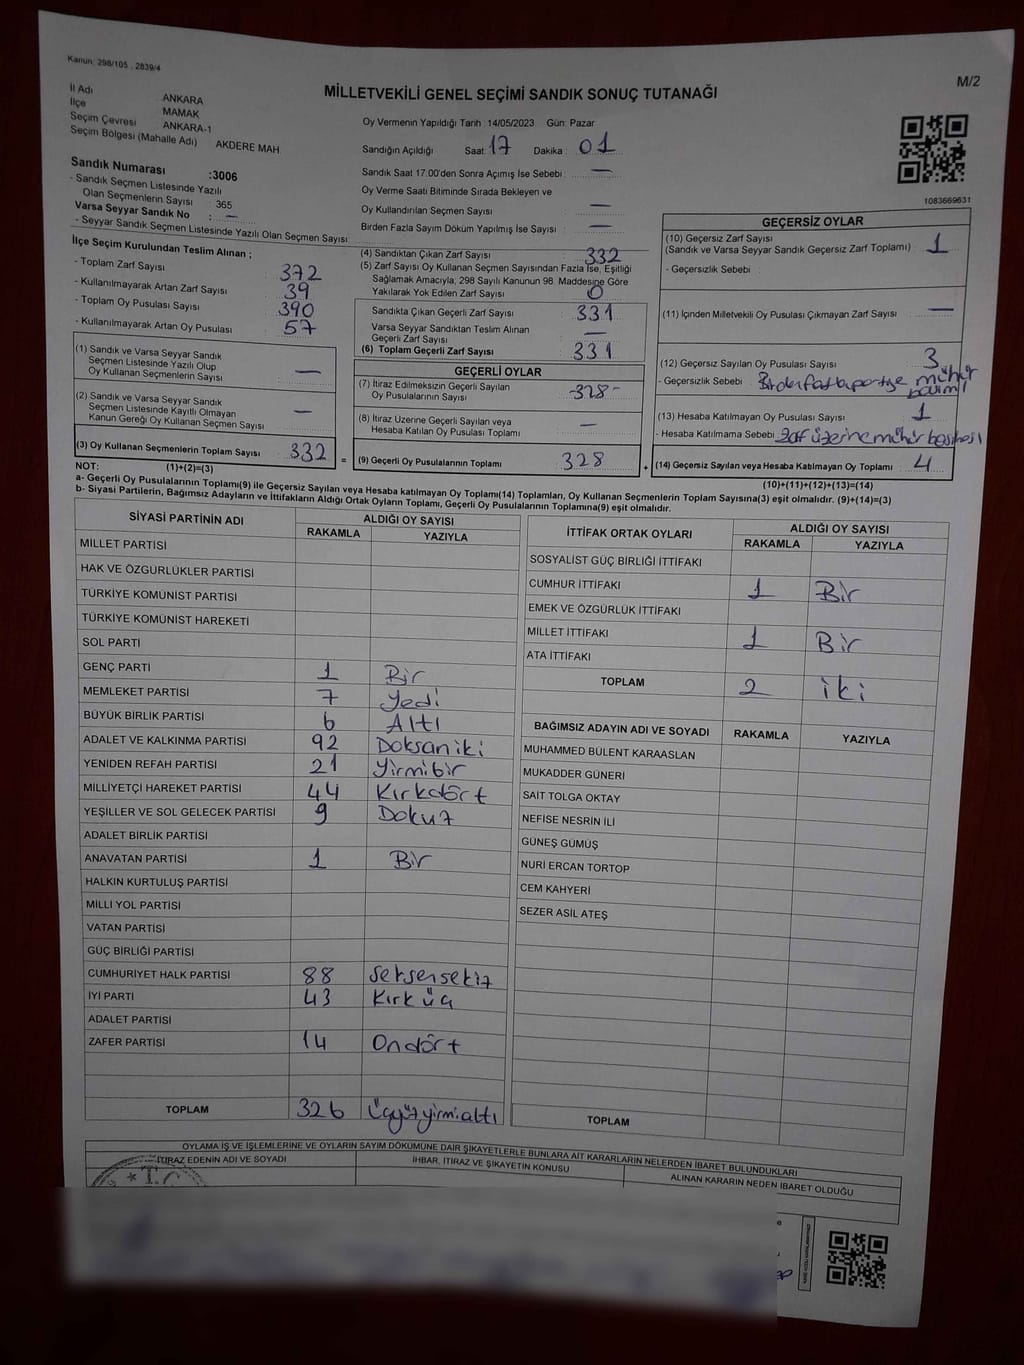 Kanun: 298/105 , 2839/4
M/2
MİLLETVEKİLİ GENEL SEÇİMİ SANDIK SONUÇ TUTANAĞI
İl Adı : ANKARA
İlçe : MAMAK
Seçim Çevresi : ANKARA-1
Seçim Bölgesi (Mahalle Adı) : AKDERE MAH
Oy Vermenin Yapıldığı Tarih : 14/05/2023 Gün: Pazar
Sandığın Açıldığı Saat: 17 Dakika : 01
Sandık Numarası :3006
- Sandık Seçmen Listesinde Yazılı
Olan Seçmenlerin Sayısı : 365
Varsa Seyyar Sandık No : —
- Seyyar Sandık Seçmen Listesinde Yazılı Olan Seçmen Sayısı:
Sandık Saat 17.00'den Sonra Açımış İse Sebebi : —
Oy Verme Saati Bitiminde Sırada Bekleyen ve
Oy Kullandırılan Seçmen Sayısı : —
Birden Fazla Sayım Döküm Yapılmış İse Sayısı : —
1083669631
İlçe Seçim Kurulundan Teslim Alınan ;
- Toplam Zarf Sayısı : 372
- Kullanılmayarak Artan Zarf Sayısı : 39
- Toplam Oy Pusulası Sayısı : 390
- Kullanılmayarak Artan Oy Pusulası : 57
(1) Sandık ve Varsa Seyyar Sandık
Seçmen Listesinde Yazılı Olup
Oy Kullanan Seçmenlerin Sayısı : —
(2) Sandık ve Varsa Seyyar Sandık
Seçmen Listesinde Kayıtlı Olmayan
Kanun Gereği Oy Kullanan Seçmen Sayısı : —
(3) Oy Kullanan Seçmenlerin Toplam Sayısı : 332 =
(4) Sandıktan Çıkan Zarf Sayısı : 332
(5) Zarf Sayısı Oy Kullanan Seçmen Sayısından Fazla İse, Eşitliği
Sağlamak Amacıyla, 298 Sayılı Kanunun 98. Maddesine Göre
Yakılarak Yok Edilen Zarf Sayısı : 0
Sandıkta Çıkan Geçerli Zarf Sayısı : 331
Varsa Seyyar Sandıktan Teslim Alınan
Geçerli Zarf Sayısı : —
(6) Toplam Geçerli Zarf Sayısı : 331
GEÇERLİ OYLAR
(7) İtiraz Edilmeksizin Geçerli Sayılan
Oy Pusulalarının Sayısı : -328-
(8) İtiraz Üzerine Geçerli Sayılan veya
Hesaba Katılan Oy Pusulası Toplamı : —
(9) Geçerli Oy Pusulalarının Toplamı : 328 +
GEÇERSİZ OYLAR
(10) Geçersiz Zarf Sayısı
(Sandık ve Varsa Seyyar Sandık Geçersiz Zarf Toplamı) : 1
- Geçersizlik Sebebi :
(11) İçinden Milletvekili Oy Pusulası Çıkmayan Zarf Sayısı : —
(12) Geçersiz Sayılan Oy Pusulası Sayısı : 3
- Geçersizlik Sebebi : Birden fazla partiye mühür
(13) Hesaba Katılmayan Oy Pusulası Sayısı : 1
- Hesaba Katılmama Sebebi : Zarf üzerine mühür basılması
(14) Geçersiz Sayılan veya Hesaba Katılmayan Oy Toplamı : 4
NOT: (1)+(2)=(3)
(10)+(11)+(12)+(13)=(14)
a- Geçerli Oy Pusulalarının Toplamı(9) ile Geçersiz Sayılan veya Hesaba katılmayan Oy Toplamı(14) Toplamları, Oy Kullanan Seçmenlerin Toplam Sayısına(3) eşit olmalıdır. (9)+(14)=(3)
b- Siyasi Partilerin, Bağımsız Adayların ve İttifakların Aldığı Ortak Oyların Toplamı, Geçerli Oy Pusulalarının Toplamına(9) eşit olmalıdır.
SİYASİ PARTİNİN ADI ALDIĞI OY SAYISI
RAKAMLA YAZIYLA
MİLLET PARTİSİ
HAK VE ÖZGÜRLÜKLER PARTİSİ
TÜRKİYE KOMÜNİST PARTİSİ
TÜRKİYE KOMÜNİST HAREKETİ
SOL PARTİ
GENÇ PARTİ 1 Bir
MEMLEKET PARTİSİ 7 Yedi
BÜYÜK BİRLİK PARTİSİ 6 Altı
ADALET VE KALKINMA PARTİSİ 92 Doksaniki
YENİDEN REFAH PARTİSİ 21 Yirmibir
MİLLİYETÇİ HAREKET PARTİSİ 44 Kırkdört
YEŞİLLER VE SOL GELECEK PARTİSİ 9 Dokuz
ADALET BİRLİK PARTİSİ
ANAVATAN PARTİSİ 1 Bir
HALKIN KURTULUŞ PARTİSİ
MİLLİ YOL PARTİSİ
VATAN PARTİSİ
GÜÇ BİRLİĞİ PARTİSİ
CUMHURİYET HALK PARTİSİ 88 Seksensekiz
İYİ PARTİ 43 Kırküç
ADALET PARTİSİ
ZAFER PARTİSİ 14 Ondört
TOPLAM 326 Üçyüzyirmialtı
İTTİFAK ORTAK OYLARI ALDIĞI OY SAYISI
RAKAMLA YAZIYLA
SOSYALİST GÜÇ BİRLİĞİ İTTİFAKI
CUMHUR İTTİFAKI 1 Bir
EMEK VE ÖZGÜRLÜK İTTİFAKI
MİLLET İTTİFAKI 1 Bir
ATA İTTİFAKI
TOPLAM 2 iki
BAĞIMSIZ ADAYIN ADI VE SOYADI RAKAMLA YAZIYLA
MUHAMMED BÜLENT KARAASLAN
MUKADDER GÜNERİ
SAİT TOLGA OKTAY
NEFİSE NESRİN İLİ
GÜNEŞ GÜMÜŞ
NURİ ERCAN TORTOP
CEM KAHYERİ
SEZER ASİL ATEŞ
TOPLAM
OYLAMA İŞ VE İŞLEMLERİNE VE OYLARIN SAYIM DÖKÜMÜNE DAİR ŞİKAYETLERLE BUNLARA AİT KARARLARIN NELERDEN İBARET BULUNDUKLARI
İTİRAZ EDENİN ADI VE SOYADI İHBAR, İTİRAZ VE ŞİKAYETİN KONUSU ALINAN KARARIN NEDEN İBARET OLDUĞU
T.C